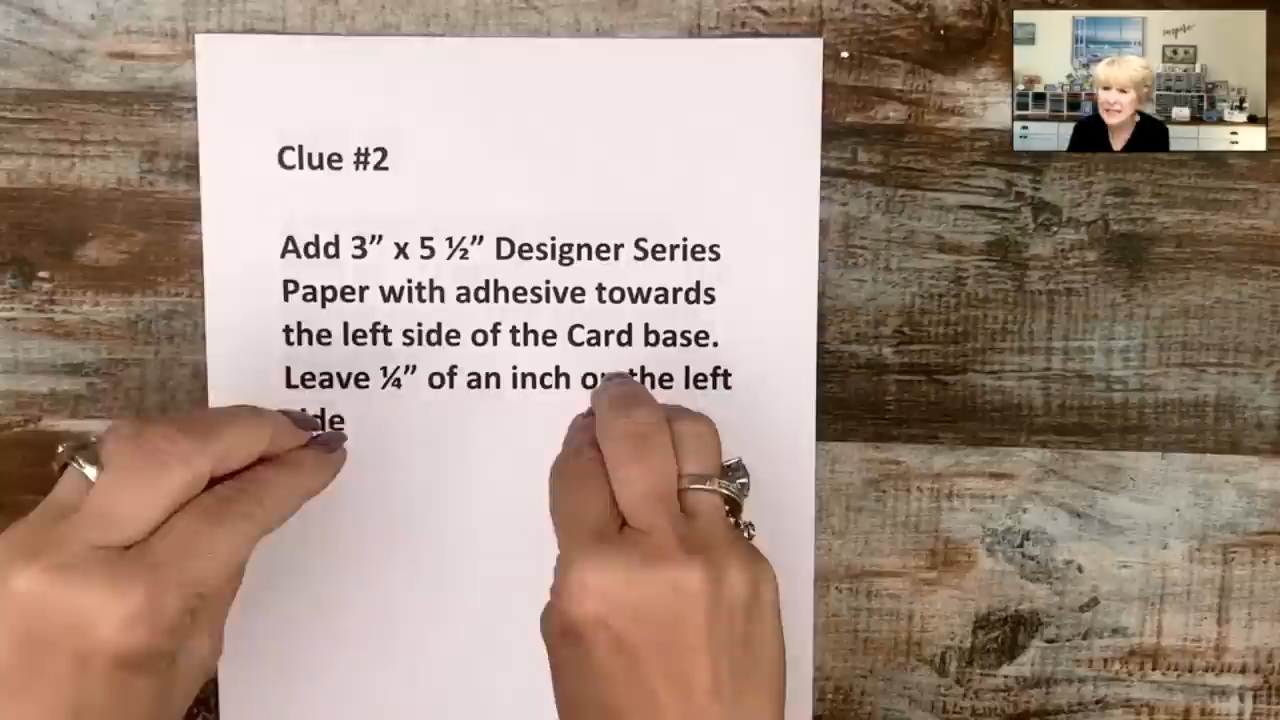 Clue #2
Add 3” x 5 ½” Designer Series
Paper with adhesive towards
the left side of the Card base.
Leave ¼” of an inch on the left
side
inspire